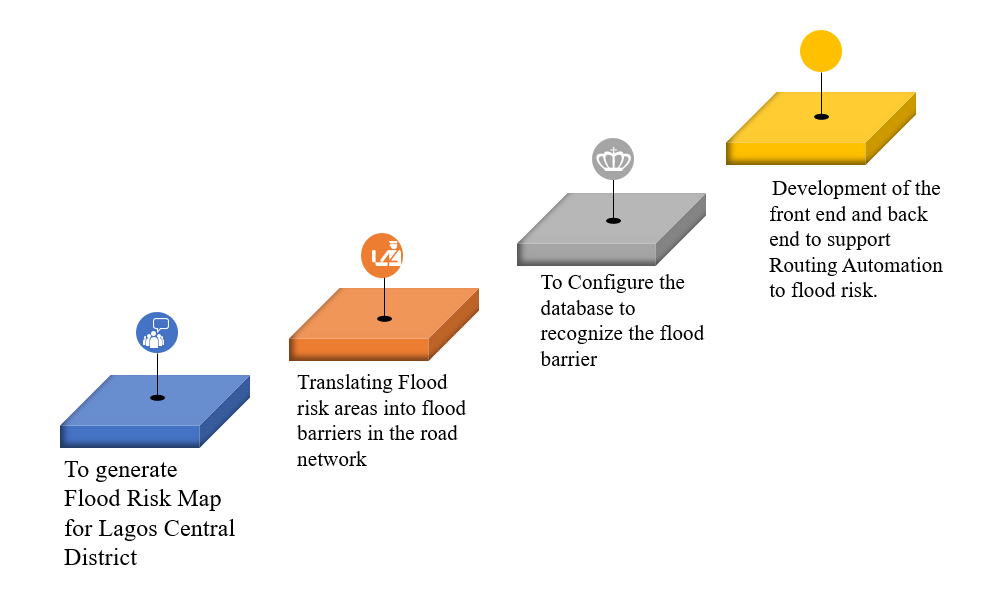 To generate
Flood Risk Map
for Lagos Central
District
Translating Flood
risk areas into flood
barriers in the road
network
To Configure the
database to
recognize the flood
barrier
Development of the
front end and back
end to support
Routing Automation
to flood risk.